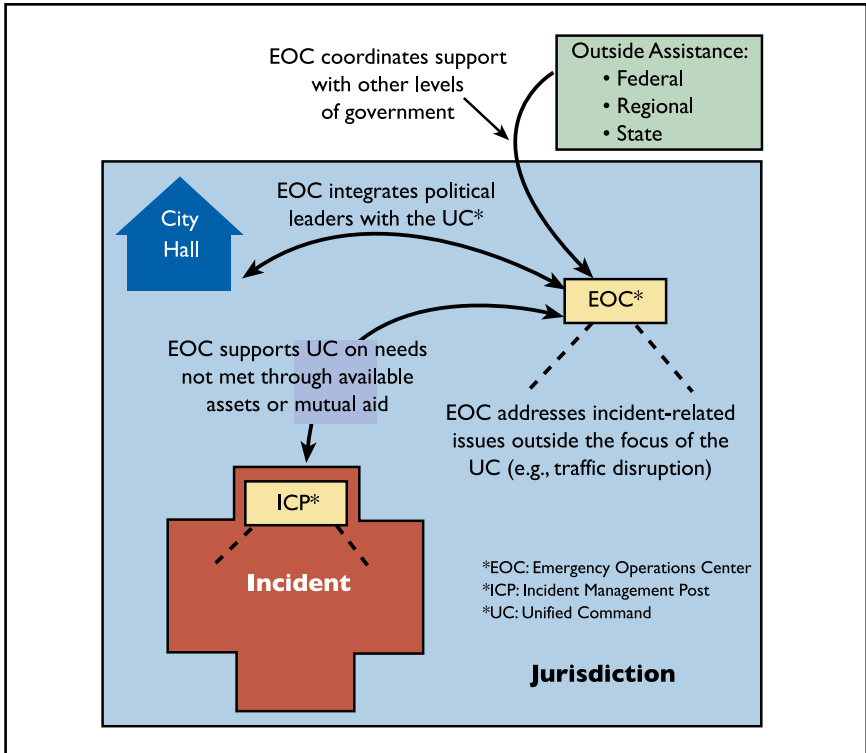 EOC coordinates support
with other levels
of government
Outside Assistance:
• Federal
• Regional
• State
City
Hall
EOC integrates political
leaders with the UC*
EOC*
EOC supports UC on needs
not met through available
assets or mutual aid
EOC addresses incident-related
issues outside the focus of the
UC (e.g., traffic disruption)
ICP*
Incident
*EOC: Emergency Operations Center
*ICP: Incident Management Post
*UC: Unified Command
Jurisdiction